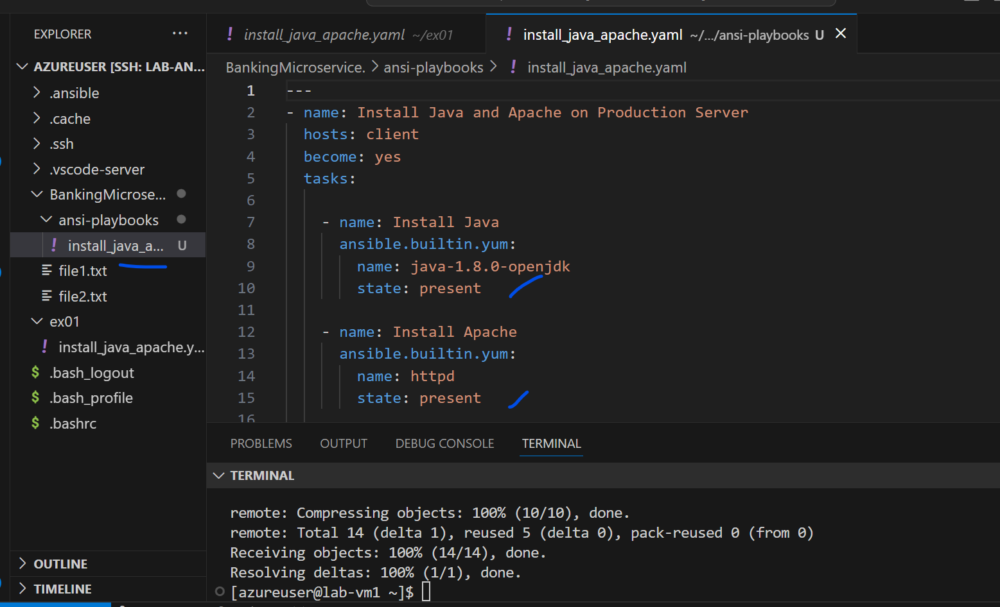 EXPLORER ...
AZUREUSER [SSH: LAB-AN...
.ansible
.cache
.ssh
.vscode-server
BankingMicrose...
ansi-playbooks
! install_java_a... U
file1.txt
file2.txt
ex01
! install_java_apache.y...
$ .bash_logout
$ .bash_profile
$ .bashrc
OUTLINE
TIMELINE
! install_java_apache.yaml ~/ex01
! install_java_apache.yaml ~/.../ansi-playbooks U
BankingMicroservice. > ansi-playbooks > ! install_java_apache.yaml
1 ---
2 - name: Install Java and Apache on Production Server
3 hosts: client
4 become: yes
5 tasks:
6
7 - name: Install Java
8 ansible.builtin.yum:
9 name: java-1.8.0-openjdk
10 state: present
11
12 - name: Install Apache
13 ansible.builtin.yum:
14 name: httpd
15 state: present
16
PROBLEMS OUTPUT DEBUG CONSOLE TERMINAL
TERMINAL
remote: Compressing objects: 100% (10/10), done.
remote: Total 14 (delta 1), reused 5 (delta 0), pack-reused 0 (from 0)
Receiving objects: 100% (14/14), done.
Resolving deltas: 100% (1/1), done.
[azureuser@lab-vm1 ~]$